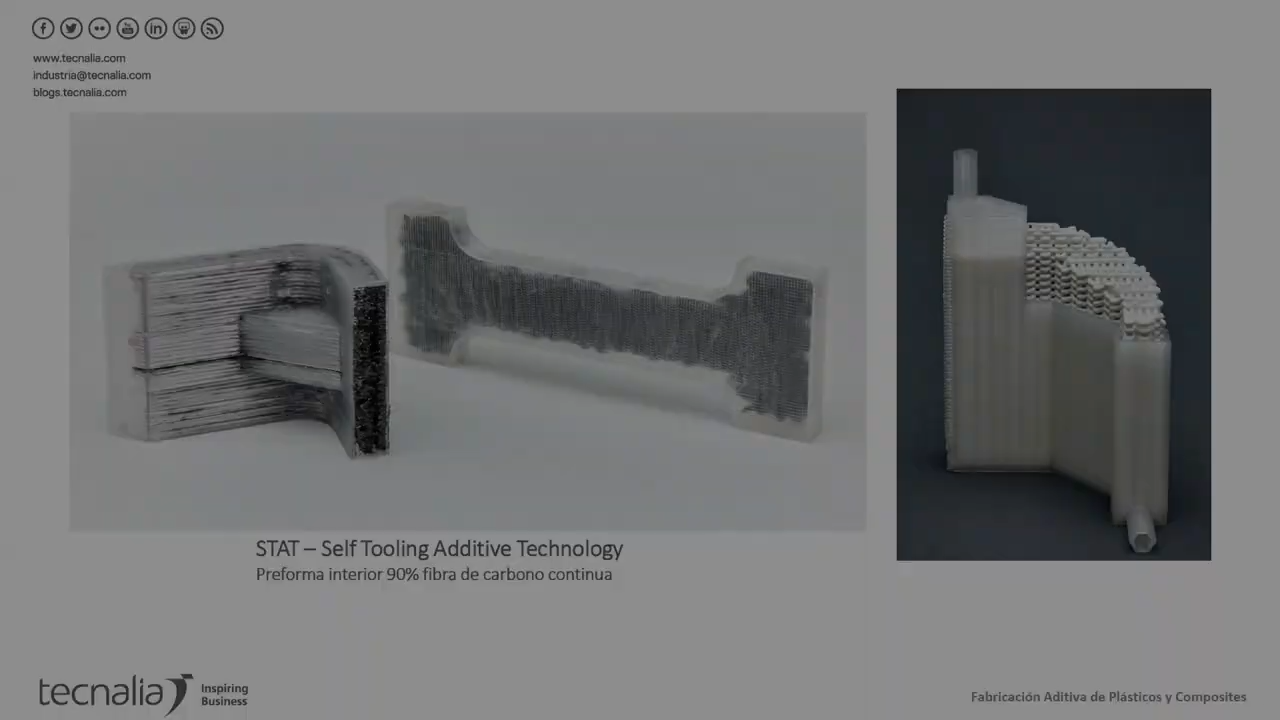 www.tecnalia.com
industria@tecnalia.com
blogs.tecnalia.com
STAT – Self Tooling Additive Technology
Preforma interior 90% fibra de carbono continua
tecnalia Inspiring
Business
Fabricación Aditiva de Plásticos y Composites